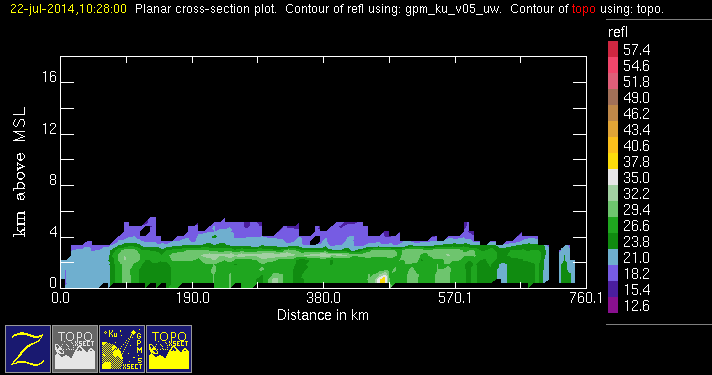 22-jul-2014,10:28:00 Planar cross-section plot. Contour of refl using: gpm_ku_v05_uw. Contour of topo using: topo.
refl
57.4
54.6
51.8
49.0
46.2
43.4
40.6
37.8
35.0
32.2
29.4
26.6
23.8
21.0
18.2
15.4
12.6
km above MSL
16
12
8
4
0
0.0 190.0 380.0 570.1 760.1
Distance in km
Z
TOPO
XSECT
"Ku"
GPM
XSECT
TOPO
XSECT